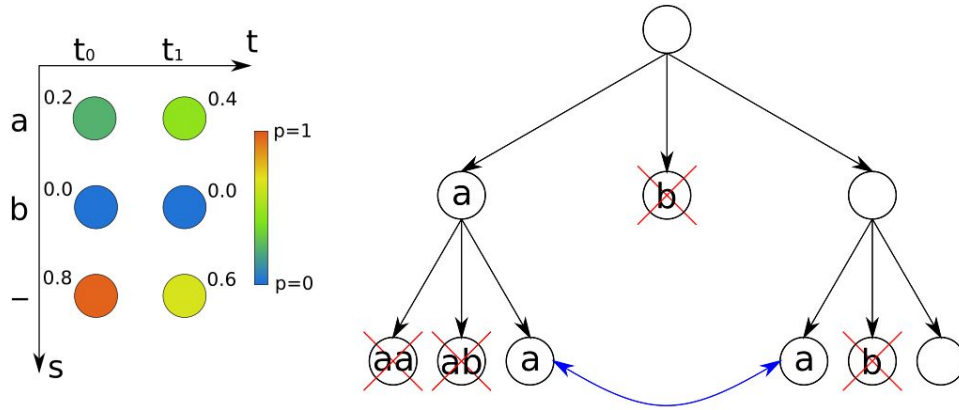 t₀ t₁ t
0.2 0.4
a
p=1
0.0 0.0
b
p=0
0.8 0.6
–
s
a b
aa ab a a b